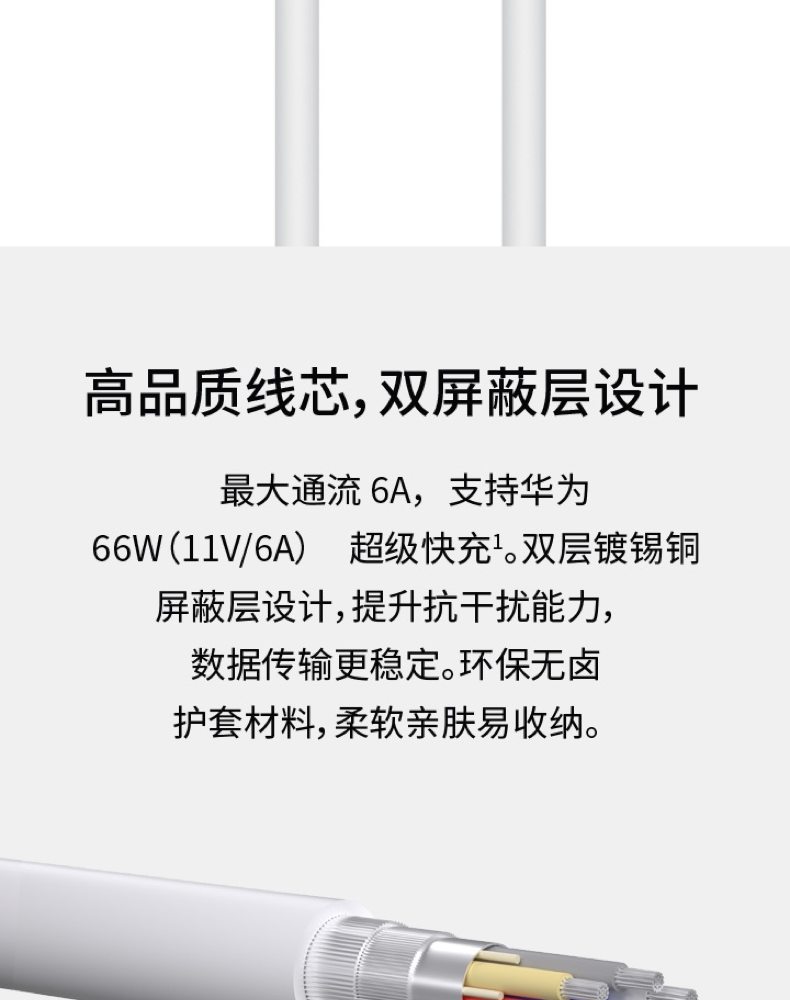 高品质线芯，双屏蔽层设计
最大通流 6A，支持华为
66W（11V/6A） 超级快充¹。双层镀锡铜
屏蔽层设计，提升抗干扰能力，
数据传输更稳定。环保无卤
护套材料，柔软亲肤易收纳。